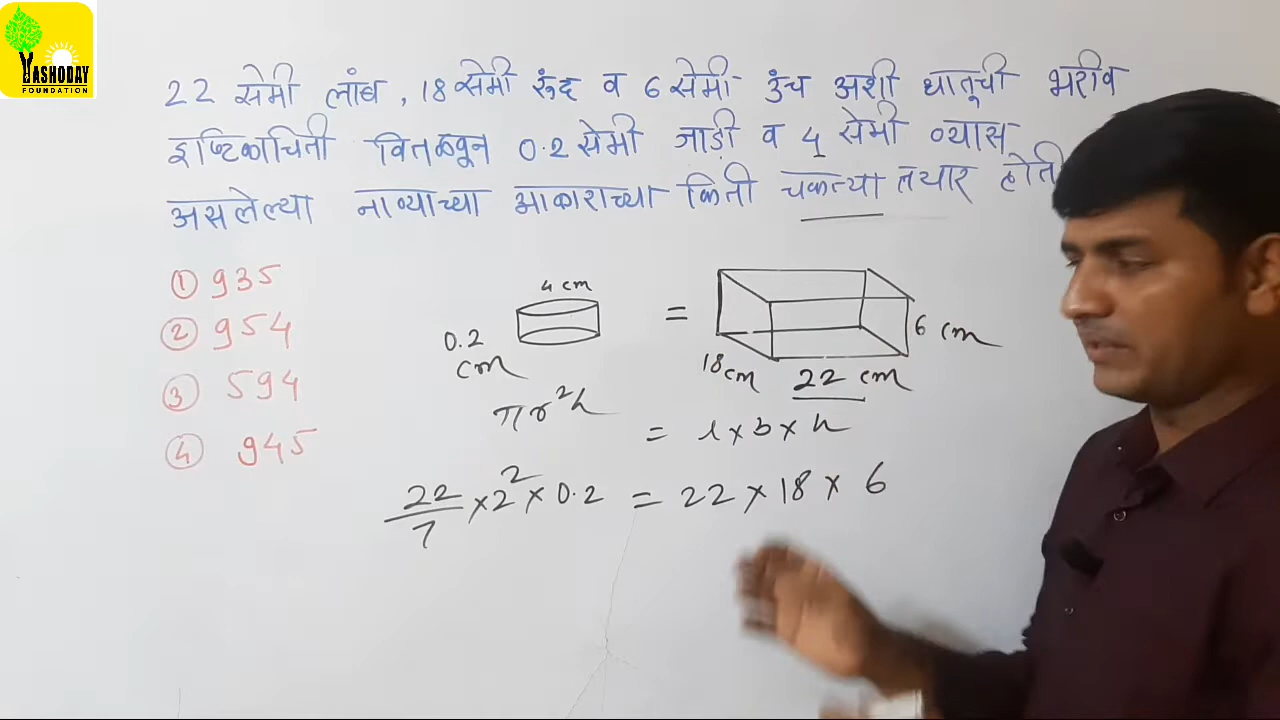 YASHODAY
FOUNDATION
22 सेमी लांब, 18 सेमी रुंद व 6 सेमी उंच अशी धातूची भरीव
इष्टिकाचिती वितळवून 0.2 सेमी जाडी व 4 सेमी व्यास
असलेल्या नाण्याच्या आकाराच्या किती चकत्या तयार होती
① 935
② 954
③ 594
④ 945
4 cm
0.2
cm
=
6 cm
18cm
22 cm
πr²h
= l×b×h
22/7 × 2² × 0.2 = 22 × 18 × 6